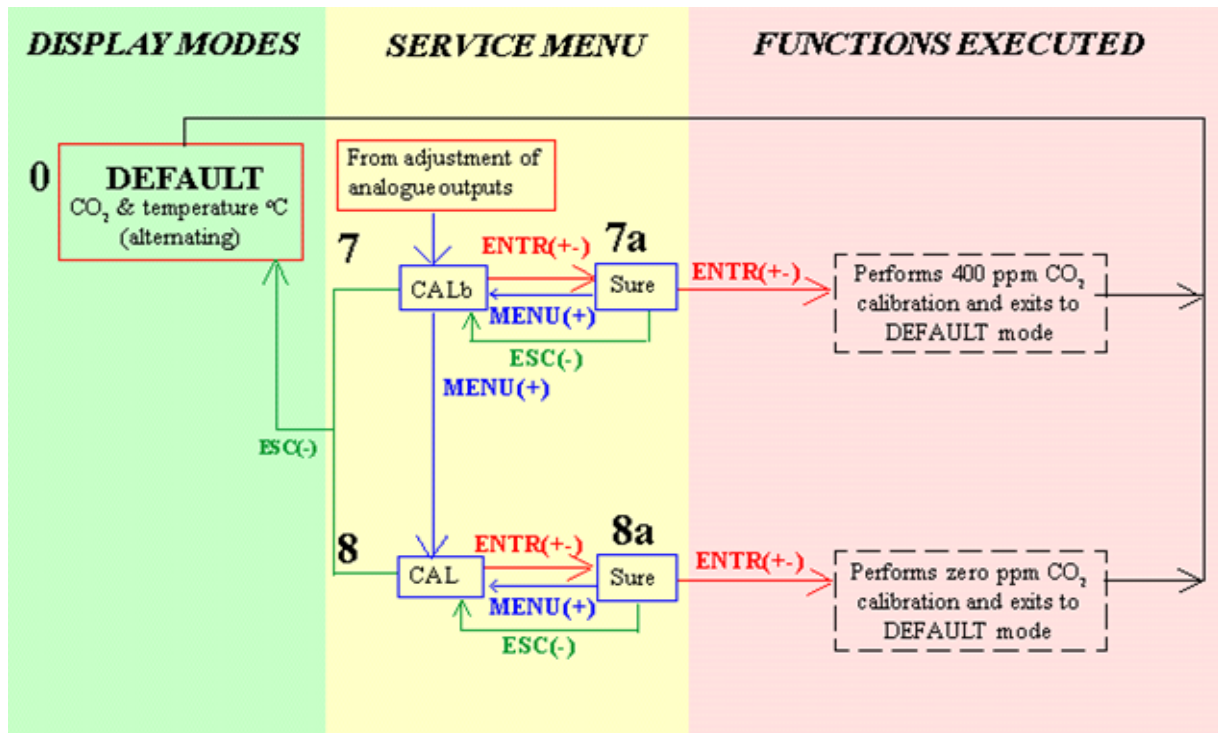 DISPLAY MODES
SERVICE MENU
FUNCTIONS EXECUTED
0
DEFAULT
CO₂ & temperature ºC
(alternating)
From adjustment of
analogue outputs
7
CALb
ENTR(+-)
7a
Sure
MENU(+)
ESC(-)
ENTR(+-)
Performs 400 ppm CO₂
calibration and exits to
DEFAULT mode
MENU(+)
ESC(-)
8
CAL
ENTR(+-)
8a
Sure
MENU(+)
ESC(-)
ENTR(+-)
Performs zero ppm CO₂
calibration and exits to
DEFAULT mode